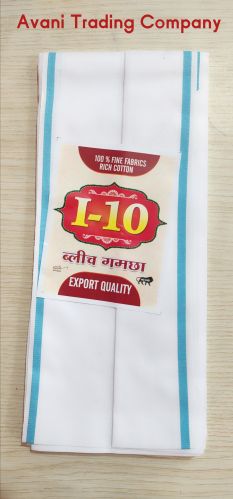 Avani Trading Company
100 % FINE FABRICS
RICH COTTON
I-10
ब्लीच गमछा
EXPORT QUALITY